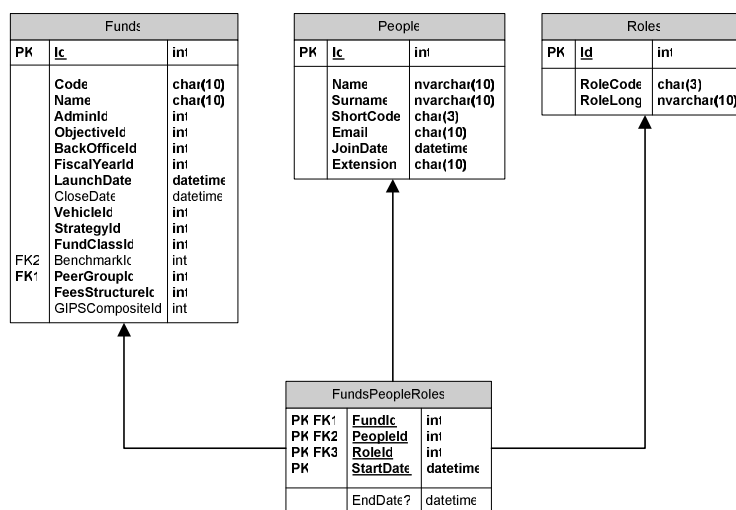 Funds
PK Id int
Code char(10)
Name char(10)
AdminId int
ObjectiveId int
BackOfficeId int
FiscalYearId int
LaunchDate datetime
CloseDate datetime
VehicleId int
StrategyId int
FundClassId int
FK2 BenchmarkId int
FK1 PeerGroupId int
FeesStructureId int
GIPSCompositeId int
People
PK Id int
Name nvarchar(10)
Surname nvarchar(10)
ShortCode char(3)
Email char(10)
JoinDate datetime
Extension char(10)
Roles
PK Id int
RoleCode char(3)
RoleLong nvarchar(10)
FundsPeopleRoles
PK FK1 FundId int
PK FK2 PeopleId int
PK FK3 RoleId int
PK StartDate datetime
EndDate? datetime